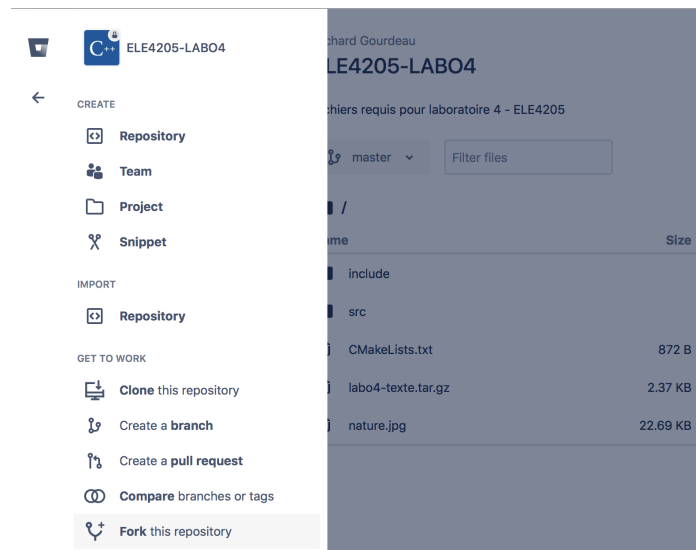 C++
ELE4205-LABO4
CREATE
Repository
Team
Project
Snippet
IMPORT
Repository
GET TO WORK
Clone this repository
Create a branch
Create a pull request
Compare branches or tags
Fork this repository
chard Gourdeau
LE4205-LABO4
chiers requis pour laboratoire 4 - ELE4205
master
Filter files
/
me
Size
include
src
CMakeLists.txt 872 B
labo4-texte.tar.gz 2.37 KB
nature.jpg 22.69 KB